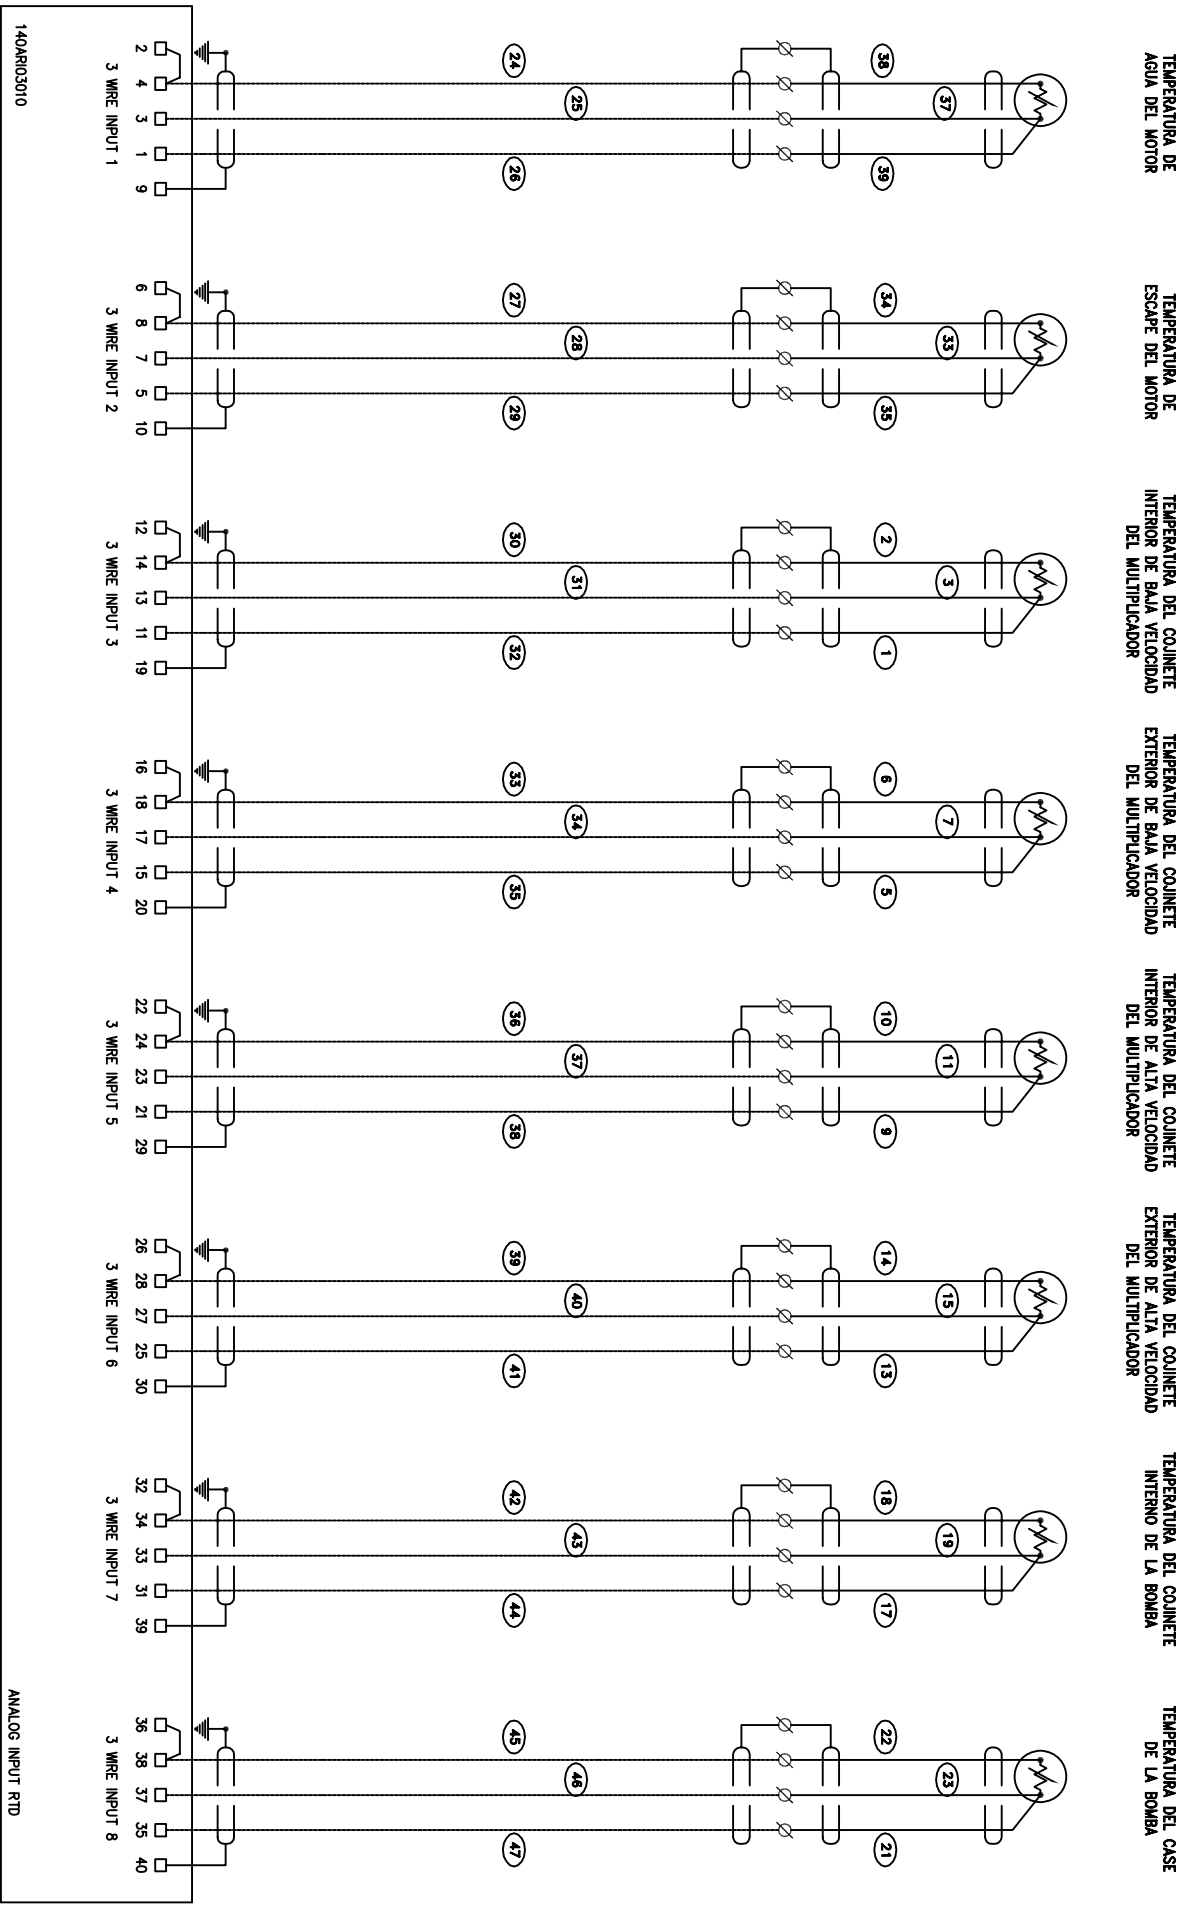 TEMPERATURA DE
AGUA DEL MOTOR
38
37
39
24
25
26
2
4
3
1
9
3 WIRE INPUT 1
TEMPERATURA DE
ESCAPE DEL MOTOR
34
33
35
27
28
29
6
8
7
5
10
3 WIRE INPUT 2
TEMPERATURA DEL COJINETE
INTERIOR DE BAJA VELOCIDAD
DEL MULTIPLICADOR
2
3
1
30
31
32
12
14
13
11
19
3 WIRE INPUT 3
TEMPERATURA DEL COJINETE
EXTERIOR DE BAJA VELOCIDAD
DEL MULTIPLICADOR
6
7
5
33
34
35
16
18
17
15
20
3 WIRE INPUT 4
TEMPERATURA DEL COJINETE
INTERIOR DE ALTA VELOCIDAD
DEL MULTIPLICADOR
10
11
9
36
37
38
22
24
23
21
29
3 WIRE INPUT 5
TEMPERATURA DEL COJINETE
EXTERIOR DE ALTA VELOCIDAD
DEL MULTIPLICADOR
14
15
13
39
40
41
26
28
27
25
30
3 WIRE INPUT 6
TEMPERATURA DEL COJINETE
INTERNO DE LA BOMBA
18
19
17
42
43
44
32
34
33
31
39
3 WIRE INPUT 7
TEMPERATURA DEL CASE
DE LA BOMBA
22
23
21
45
46
47
36
38
37
35
40
3 WIRE INPUT 8
140ARI03010
ANALOG INPUT RTD